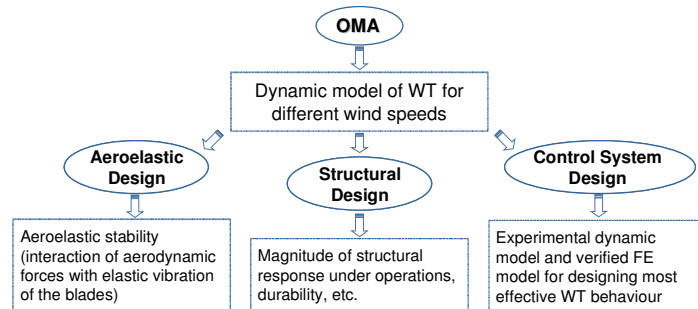 OMA
Dynamic model of WT for
different wind speeds
Aeroelastic
Design
Structural
Design
Control System
Design
Aeroelastic stability
(interaction of aerodynamic
forces with elastic vibration
of the blades)
Magnitude of structural
response under operations,
durability, etc.
Experimental dynamic
model and verified FE
model for designing most
effective WT behaviour